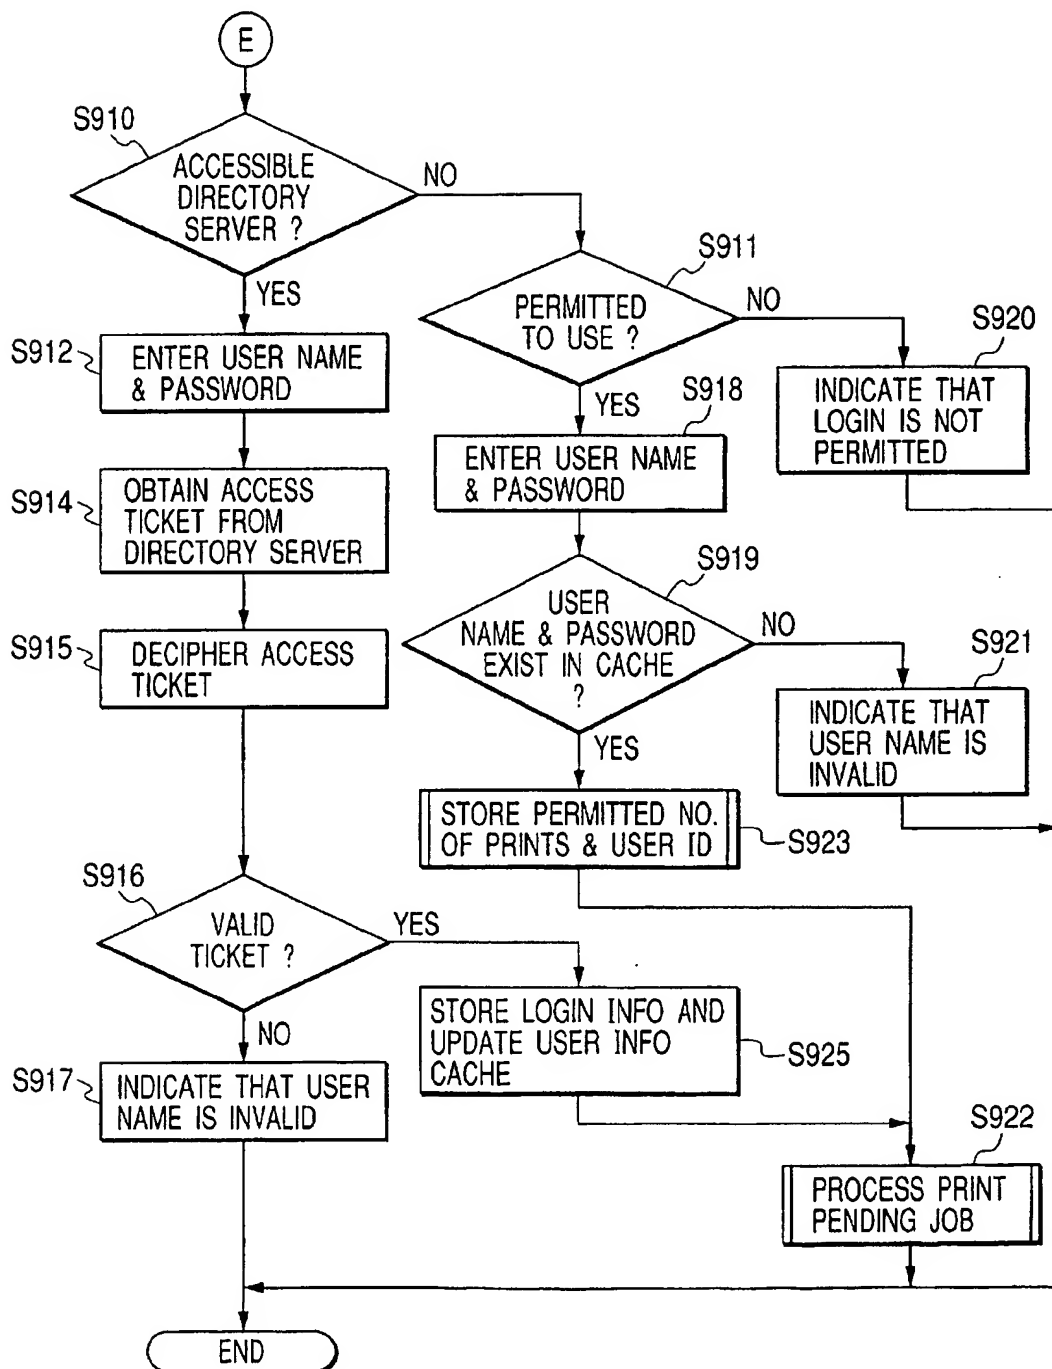 E
S910
ACCESSIBLE
DIRECTORY
SERVER ?
NO
YES
S911
PERMITTED
TO USE ?
NO
YES
S920
INDICATE THAT
LOGIN IS NOT
PERMITTED
S912
ENTER USER NAME
& PASSWORD
S918
ENTER USER NAME
& PASSWORD
S914
OBTAIN ACCESS
TICKET FROM
DIRECTORY SERVER
S919
USER
NAME & PASSWORD
EXIST IN CACHE
?
NO
YES
S921
INDICATE THAT
USER NAME IS
INVALID
S915
DECIPHER ACCESS
TICKET
STORE PERMITTED NO.
OF PRINTS & USER ID
S923
S916
VALID
TICKET ?
YES
NO
STORE LOGIN INFO AND
UPDATE USER INFO
CACHE
S925
S917
INDICATE THAT USER
NAME IS INVALID
S922
PROCESS PRINT
PENDING JOB
END